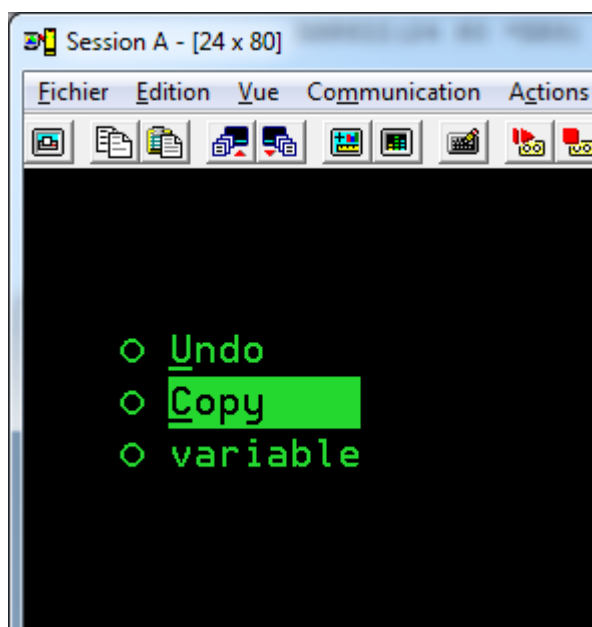 Session A - [24 x 80]
Fichier Edition Vue Communication Actions
Undo
Copy
variable